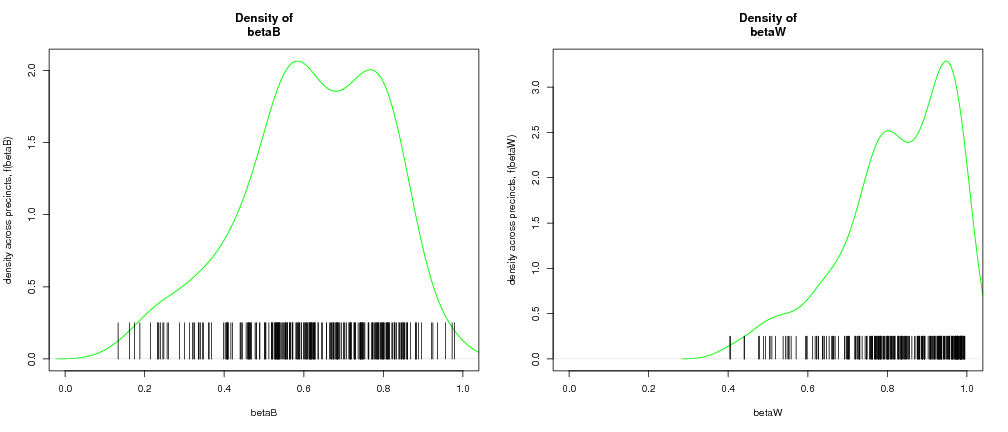 Density of
betaB
density across precincts, f(betaB)
2.0
1.5
1.0
0.5
0.0
0.0 0.2 0.4 0.6 0.8 1.0
betaB
Density of
betaW
density across precincts, f(betaW)
3.0
2.5
2.0
1.5
1.0
0.5
0.0
0.0 0.2 0.4 0.6 0.8 1.0
betaW